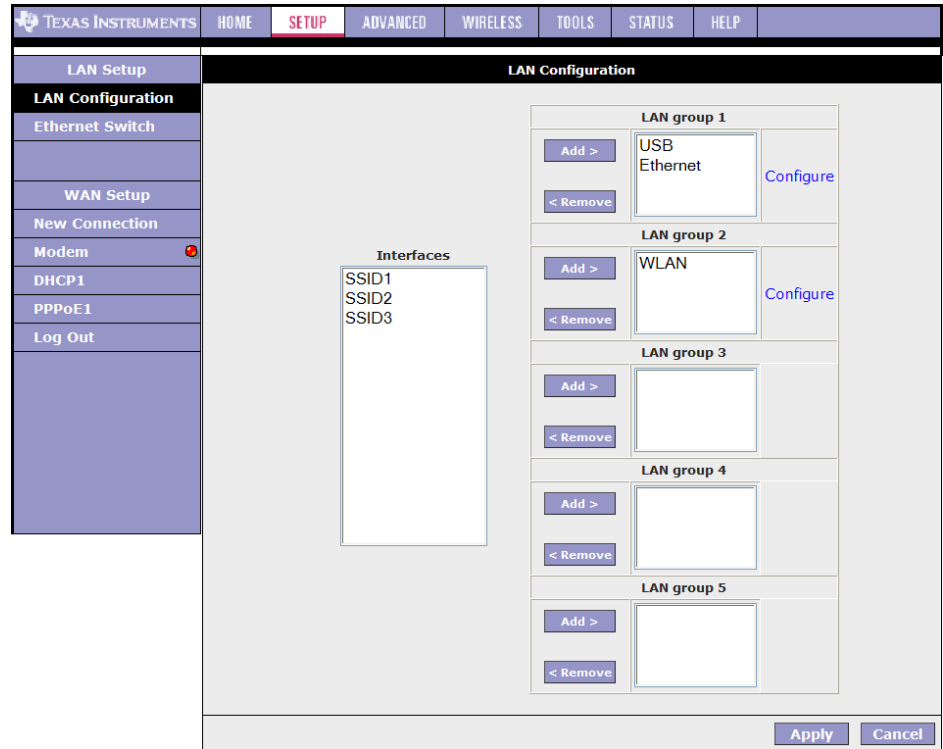 TEXAS INSTRUMENTS HOME SETUP ADVANCED WIRELESS TOOLS STATUS HELP
LAN Setup
LAN Configuration
Ethernet Switch
WAN Setup
New Connection
Modem
DHCP1
PPPoE1
Log Out
LAN Configuration
Interfaces
SSID1
SSID2
SSID3
LAN group 1
Add >
< Remove
USB
Ethernet
Configure
LAN group 2
Add >
< Remove
WLAN
Configure
LAN group 3
Add >
< Remove
LAN group 4
Add >
< Remove
LAN group 5
Add >
< Remove
Apply Cancel